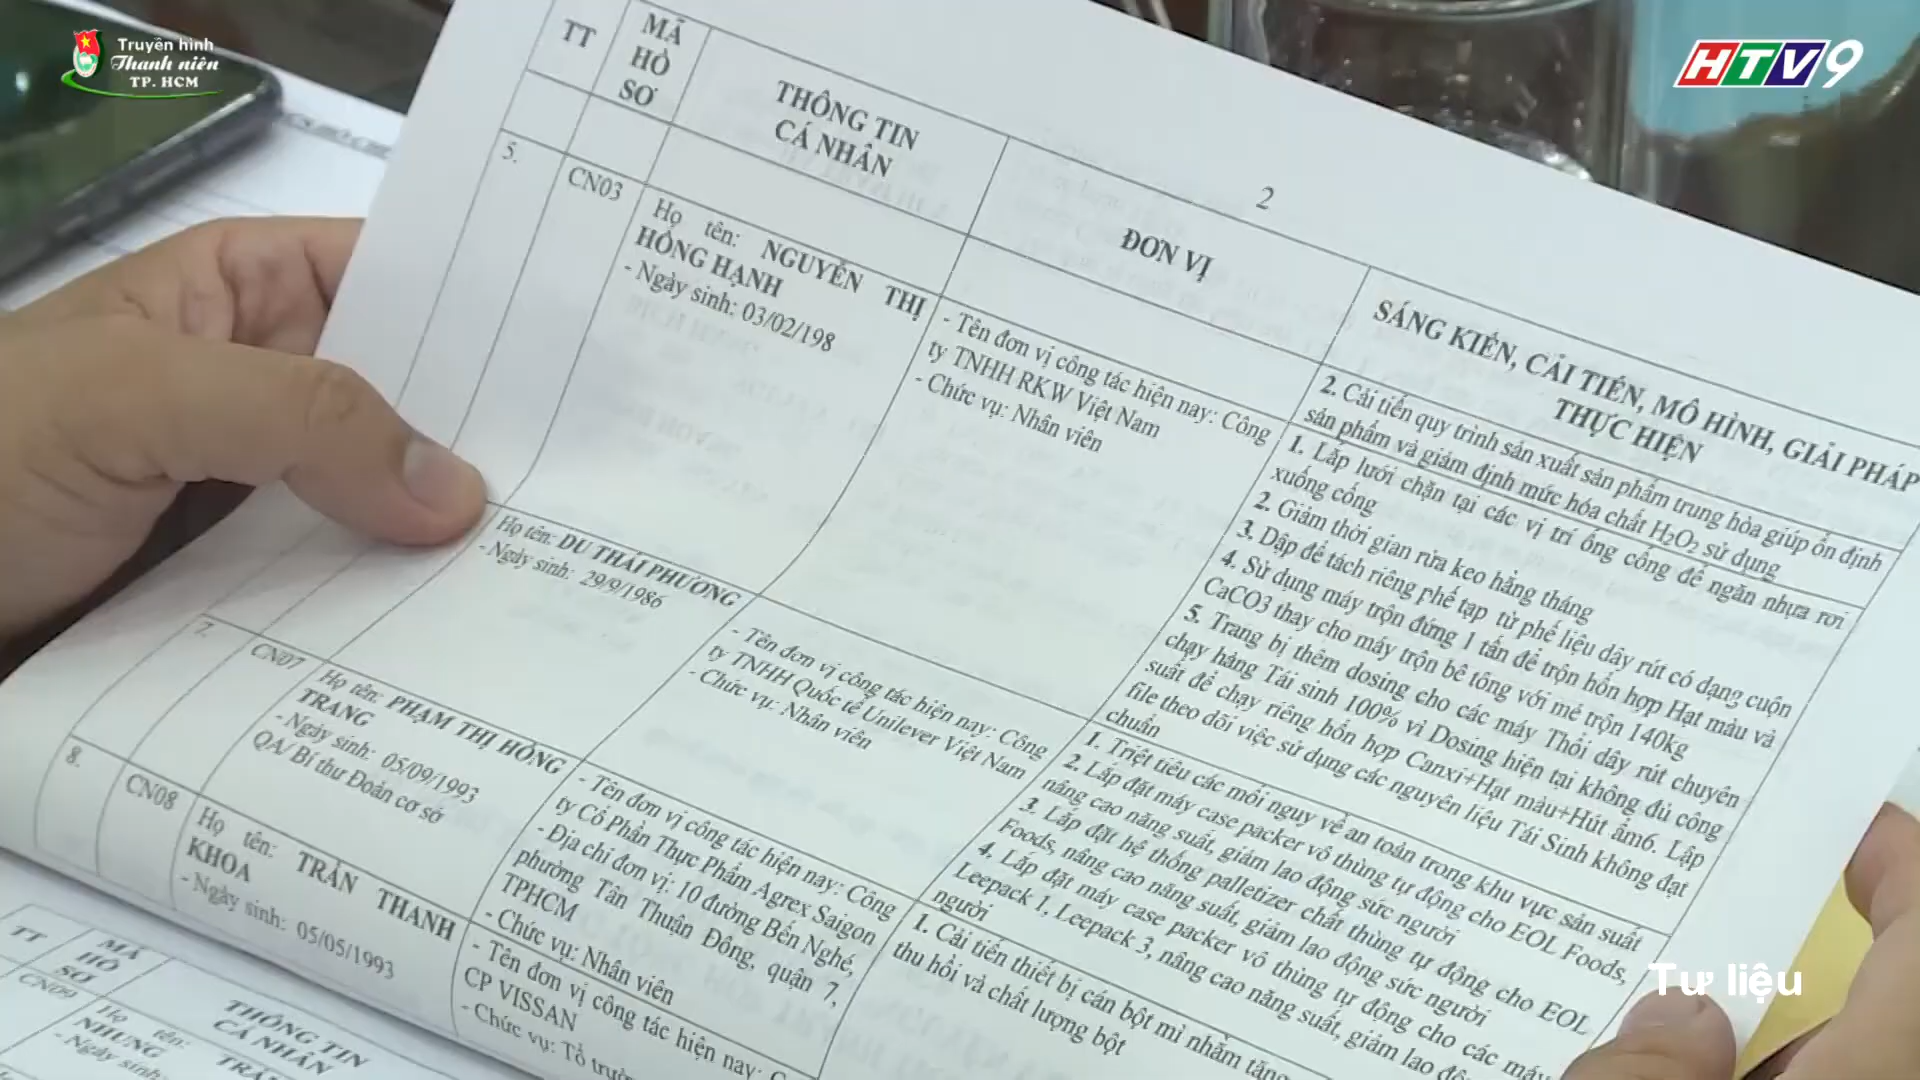 Truyền hình
Thanh niên
TP. HCM
HTV9
2
TT
MÃ
HỒ
SƠ
THÔNG TIN
CÁ NHÂN
ĐƠN VỊ
SÁNG KIẾN, CẢI TIẾN, MÔ HÌNH, GIẢI PHÁP
THỰC HIỆN
2. Cải tiến quy trình sản xuất sản phẩm trung hòa giúp ổn định
sản phẩm và giảm định mức hóa chất H2O2 sử dụng
5.
CN03
Họ tên: NGUYỄN THỊ
HỒNG HẠNH
- Ngày sinh: 03/02/198
- Tên đơn vị công tác hiện nay: Công
ty TNHH RKW Việt Nam
- Chức vụ: Nhân viên
1. Lắp lưới chặn tại các vị trí ống cống để ngăn nhựa rơi
xuống cống
2. Giảm thời gian rửa keo hằng tháng
3. Dập để tách riêng phế tạp từ phế liệu dây rút có dạng cuộn
4. Sử dụng máy trộn đứng 1 tấn để trộn hỗn hợp Hạt màu và
CaCO3 thay cho máy trộn bê tông với mẻ trộn 140kg
5. Trang bị thêm dosing cho các máy Thổi dây rút chuyên
chạy hàng Tái sinh 100% vì Dosing hiện tại không đủ công
suất để chạy riêng hỗn hợp Canxi+Hạt màu+Hút ẩm6. Lập
file theo dõi việc sử dụng các nguyên liệu Tái Sinh không đạt
chuẩn
Họ tên: DU THÁI PHƯƠNG
- Ngày sinh: 29/9/1986
- Tên đơn vị công tác hiện nay: Công
ty TNHH Quốc tế Unilever Việt Nam
- Chức vụ: Nhân viên
1. Triệt tiêu các mối nguy về an toàn trong khu vực sản suất
2. Lắp đặt máy case packer vô thùng tự động cho EOL Foods,
nâng cao năng suất, giảm lao động sức người
3. Lắp đặt hệ thống palletizer chất thùng tự động cho EOL
Foods, nâng cao năng suất, giảm lao động sức người
4. Lắp đặt máy case packer vô thùng tự động cho các máy
Leepack 1, Leepack 3, nâng cao năng suất, giảm lao độ
người
7.
CN07
Họ tên: PHẠM THỊ HỒNG
TRANG
- Ngày sinh: 05/09/1993
QA/ Bí thư Đoàn cơ sở
- Tên đơn vị công tác hiện nay: Công
ty Cổ Phần Thực Phẩm Agrex Saigon
- Địa chỉ đơn vị: 10 đường Bến Nghé,
phường Tân Thuận Đông, quận 7,
TPHCM
- Chức vụ: Nhân viên
1. Cải tiến thiết bị cán bột mì nhằm tăng
thu hồi và chất lượng bột
8.
CN08
Họ tên: TRẦN THANH
KHOA
- Ngày sinh: 05/05/1993
- Tên đơn vị công tác hiện nay: C
CP VISSAN
- Chức vụ: Tổ trưở
TT
MÃ
HỒ
SƠ
THÔNG TIN
CÁ NHÂN
CN09
Họ tên: TRẦ
NHUNG
- Ngày sinh:
Tư liệu